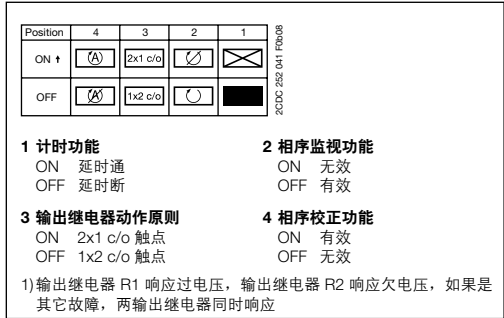 Position 4 3 2 1
ON ↑ (A) 2x1 c/o
OFF (A) 1x2 c/o
2CDC 252 041 F0b08
1 计时功能
ON 延时通
OFF 延时断
2 相序监视功能
ON 无效
OFF 有效
3 输出继电器动作原则
ON 2x1 c/o 触点
OFF 1x2 c/o 触点
4 相序校正功能
ON 有效
OFF 无效
1)输出继电器 R1 响应过电压，输出继电器 R2 响应欠电压，如果是
其它故障，两输出继电器同时响应